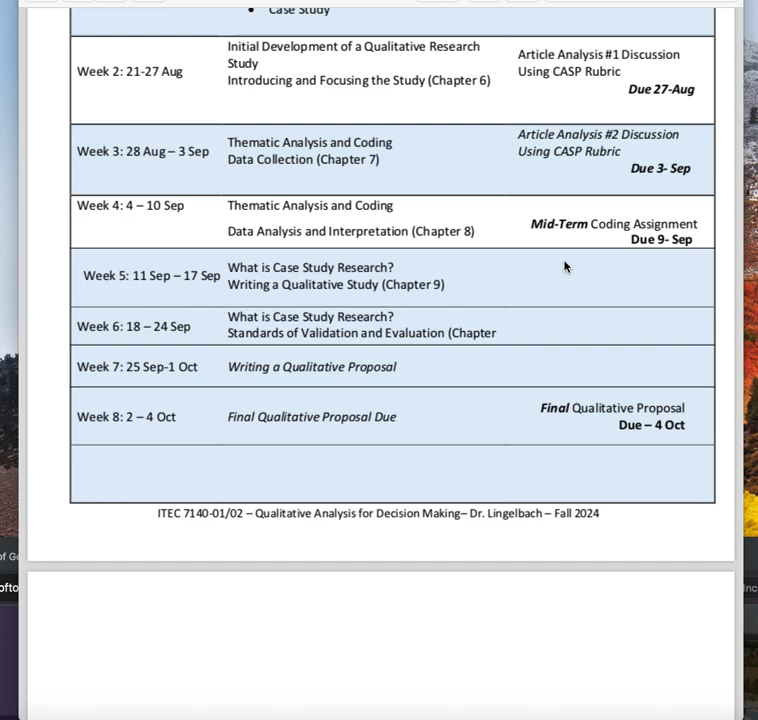 • Case Study
Week 2: 21-27 Aug
Initial Development of a Qualitative Research
Study
Introducing and Focusing the Study (Chapter 6)
Article Analysis #1 Discussion
Using CASP Rubric
Due 27-Aug
Week 3: 28 Aug – 3 Sep
Thematic Analysis and Coding
Data Collection (Chapter 7)
Article Analysis #2 Discussion
Using CASP Rubric
Due 3- Sep
Week 4: 4 – 10 Sep
Thematic Analysis and Coding
Data Analysis and Interpretation (Chapter 8)
Mid-Term Coding Assignment
Due 9- Sep
Week 5: 11 Sep – 17 Sep
What is Case Study Research?
Writing a Qualitative Study (Chapter 9)
Week 6: 18 – 24 Sep
What is Case Study Research?
Standards of Validation and Evaluation (Chapter
Week 7: 25 Sep-1 Oct
Writing a Qualitative Proposal
Week 8: 2 – 4 Oct
Final Qualitative Proposal Due
Final Qualitative Proposal
Due – 4 Oct
ITEC 7140-01/02 – Qualitative Analysis for Decision Making– Dr. Lingelbach – Fall 2024